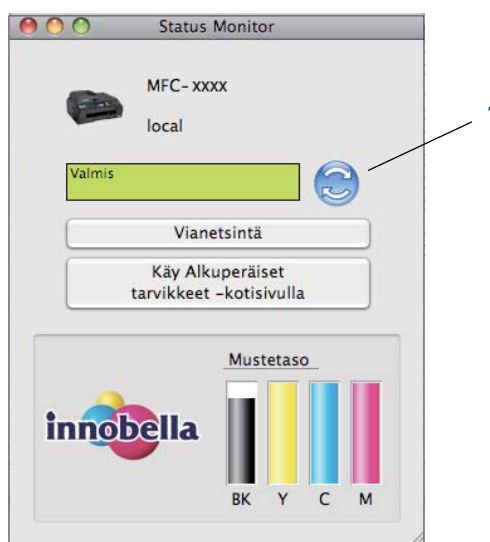 Status Monitor
MFC- xxxx
local
Valmis
Vianetsintä
Käy Alkuperäiset
tarvikkeet -kotisivulla
Mustetaso
innobella
BK Y C M